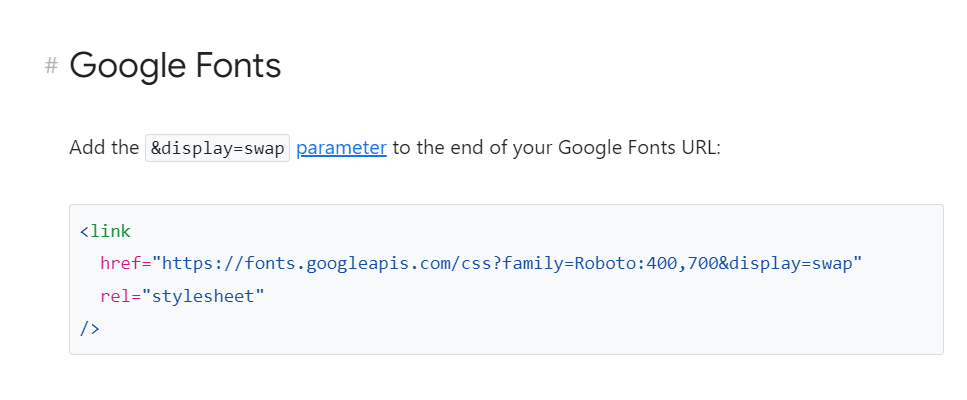 # Google Fonts
Add the &display=swap parameter to the end of your Google Fonts URL:
<link
  href="https://fonts.googleapis.com/css?family=Roboto:400,700&display=swap"
  rel="stylesheet"
/>